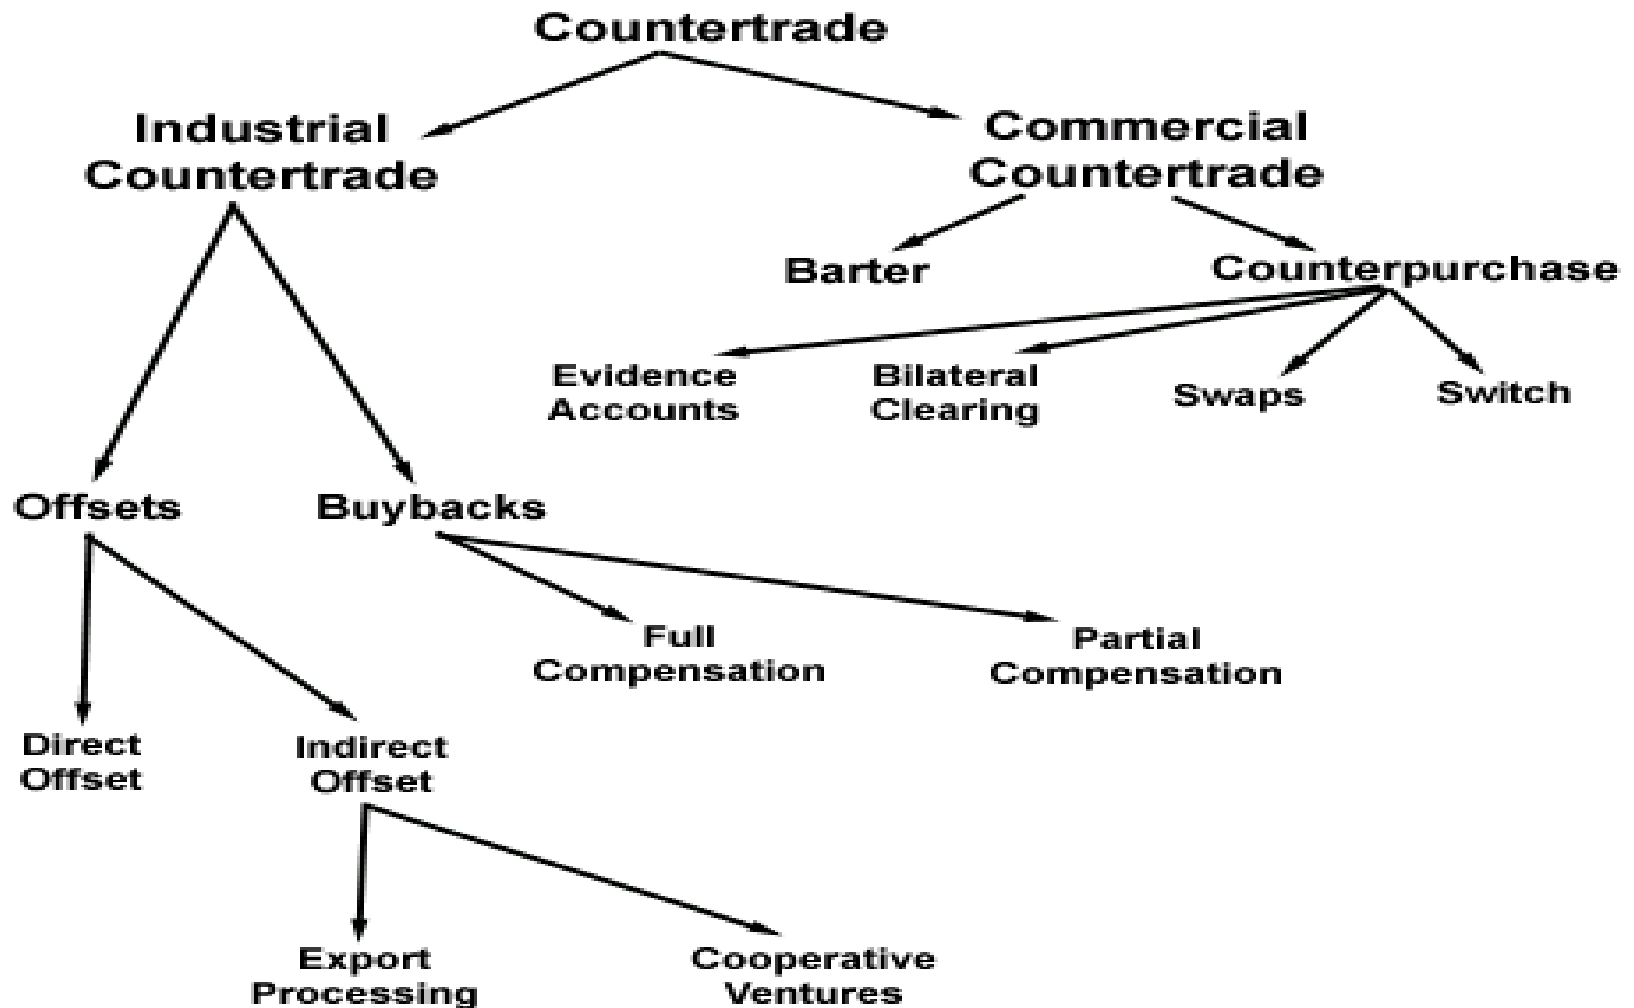 Countertrade
Industrial
Countertrade
Commercial
Countertrade
Barter
Counterpurchase
Evidence
Accounts
Bilateral
Clearing
Swaps
Switch
Offsets
Buybacks
Full
Compensation
Partial
Compensation
Direct
Offset
Indirect
Offset
Export
Processing
Cooperative
Ventures